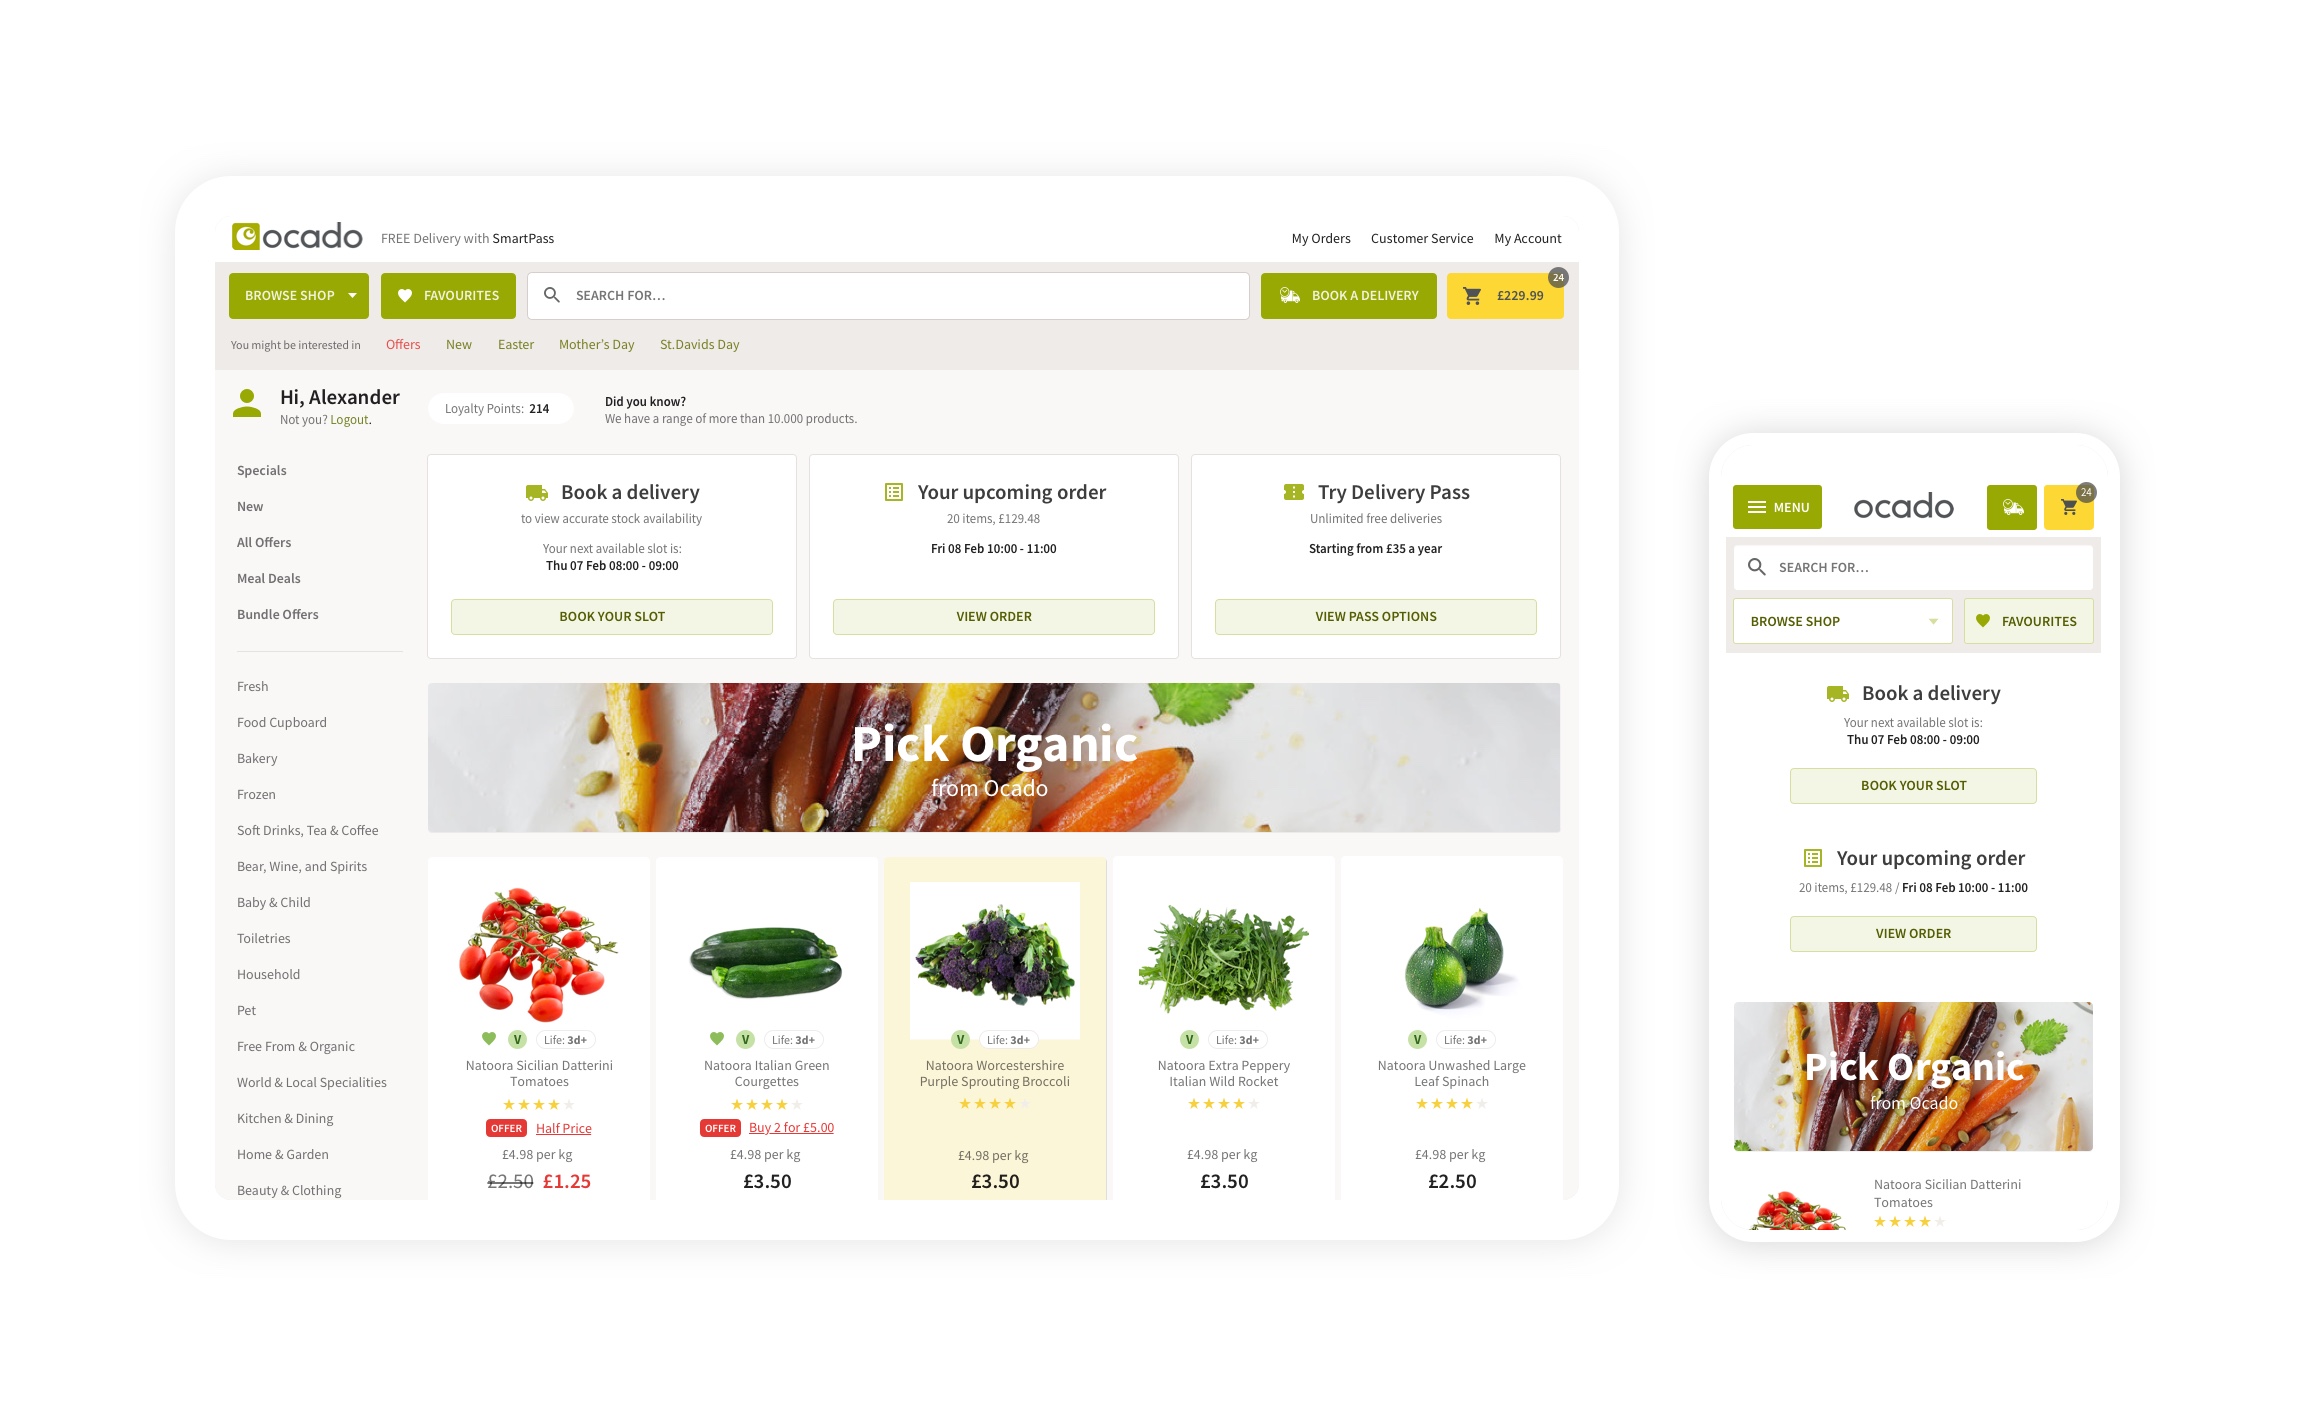 ocado
FREE Delivery with SmartPass
My Orders
Customer Service
My Account
BROWSE SHOP
FAVOURITES
SEARCH FOR...
BOOK A DELIVERY
£229.99
24
You might be interested in
Offers
New
Easter
Mother's Day
St.Davids Day
Hi, Alexander
Not you? Logout.
Loyalty Points: 214
Did you know?
We have a range of more than 10.000 products.
Specials
New
All Offers
Meal Deals
Bundle Offers
Fresh
Food Cupboard
Bakery
Frozen
Soft Drinks, Tea & Coffee
Bear, Wine, and Spirits
Baby & Child
Toiletries
Household
Pet
Free From & Organic
World & Local Specialities
Kitchen & Dining
Home & Garden
Beauty & Clothing
Book a delivery
to view accurate stock availability
Your next available slot is:
Thu 07 Feb 08:00 - 09:00
BOOK YOUR SLOT
Your upcoming order
20 items, £129.48
Fri 08 Feb 10:00 - 11:00
VIEW ORDER
Try Delivery Pass
Unlimited free deliveries
Starting from £35 a year
VIEW PASS OPTIONS
Pick Organic
from Ocado
V
Life: 3d+
Natoora Sicilian Datterini
Tomatoes
OFFER
Half Price
£4.98 per kg
£2.50 £1.25
V
Life: 3d+
Natoora Italian Green
Courgettes
OFFER
Buy 2 for £5.00
£4.98 per kg
£3.50
V
Life: 3d+
Natoora Worcestershire
Purple Sprouting Broccoli
£4.98 per kg
£3.50
V
Life: 3d+
Natoora Extra Peppery
Italian Wild Rocket
£4.98 per kg
£3.50
V
Life: 3d+
Natoora Unwashed Large
Leaf Spinach
£4.98 per kg
£2.50
MENU
ocado
24
SEARCH FOR...
BROWSE SHOP
FAVOURITES
Book a delivery
Your next available slot is:
Thu 07 Feb 08:00 - 09:00
BOOK YOUR SLOT
Your upcoming order
20 items, £129.48 / Fri 08 Feb 10:00 - 11:00
VIEW ORDER
Pick Organic
from Ocado
Natoora Sicilian Datterini
Tomatoes